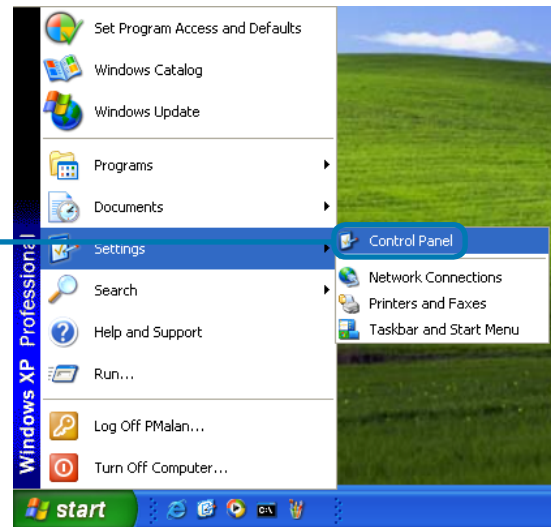 Set Program Access and Defaults
Windows Catalog
Windows Update
Programs
Documents
Settings
Control Panel
Network Connections
Printers and Faxes
Taskbar and Start Menu
Search
Help and Support
Run...
Log Off PMalan...
Turn Off Computer...
Windows XP Professional
start